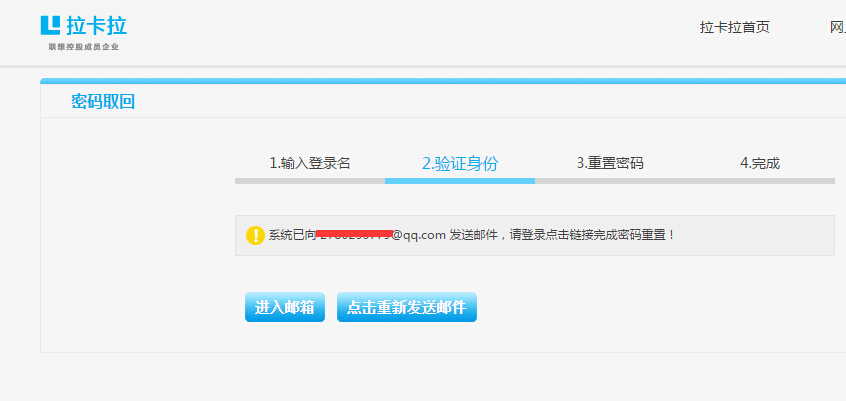 拉卡拉
联想控股成员企业
拉卡拉首页
密码取回
1.输入登录名 2.验证身份 3.重置密码 4.完成
系统已向 @qq.com 发送邮件，请登录点击链接完成密码重置！
进入邮箱 点击重新发送邮件